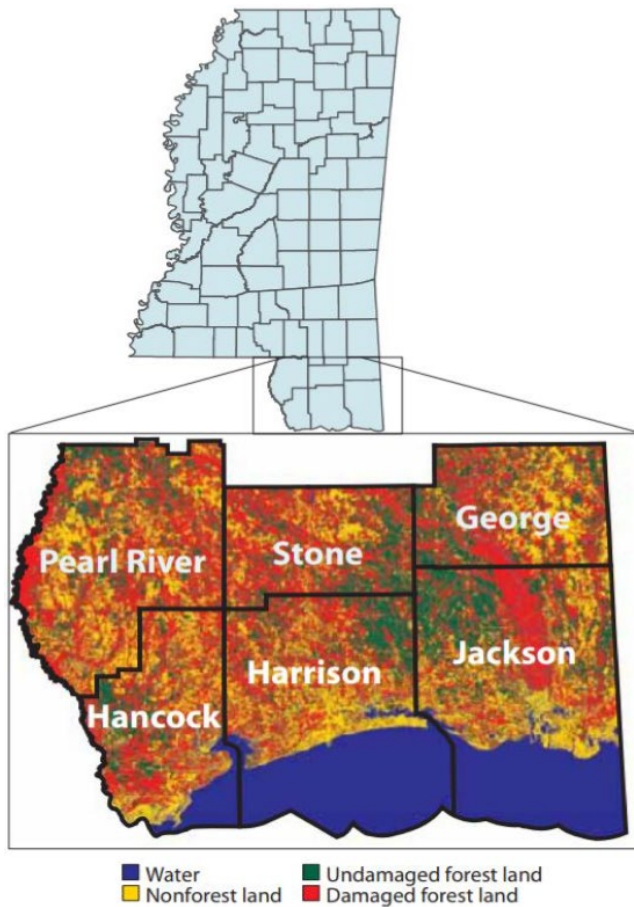 George
Pearl River
Stone
Jackson
Harrison
Hancock
Water
Undamaged forest land
Nonforest land
Damaged forest land